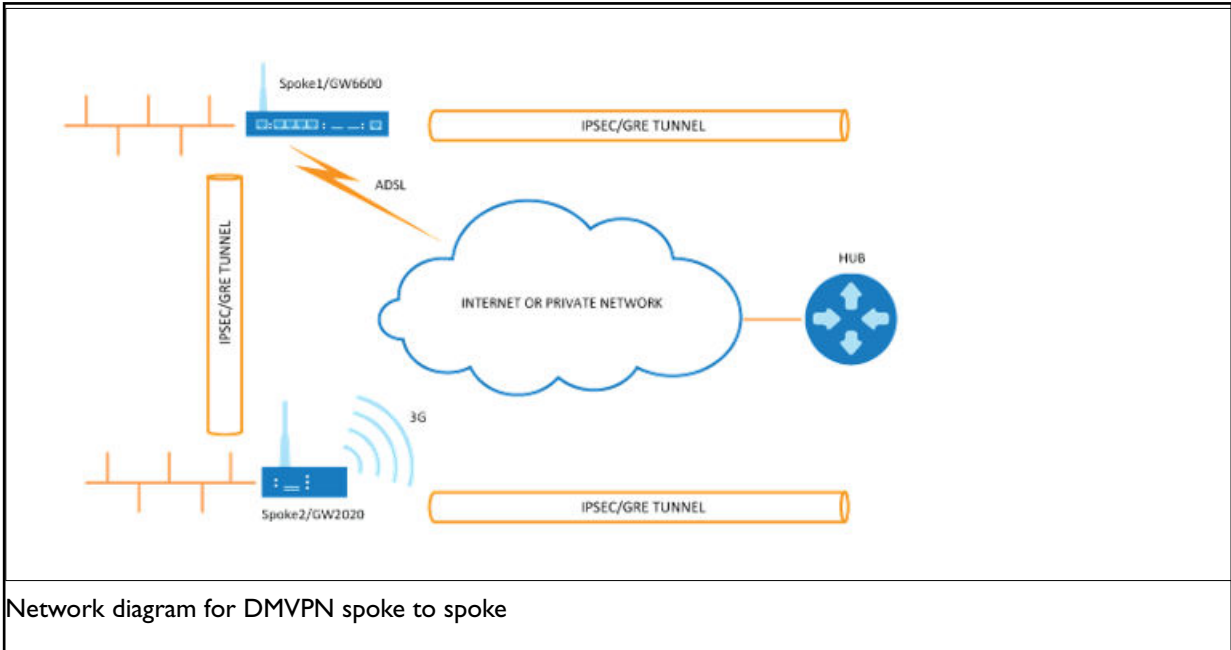 Spoke1/GW6600
IPSEC/GRE TUNNEL
ADSL
IPSEC/GRE TUNNEL
HUB
INTERNET OR PRIVATE NETWORK
3G
Spoke2/GW2020
IPSEC/GRE TUNNEL
Network diagram for DMVPN spoke to spoke